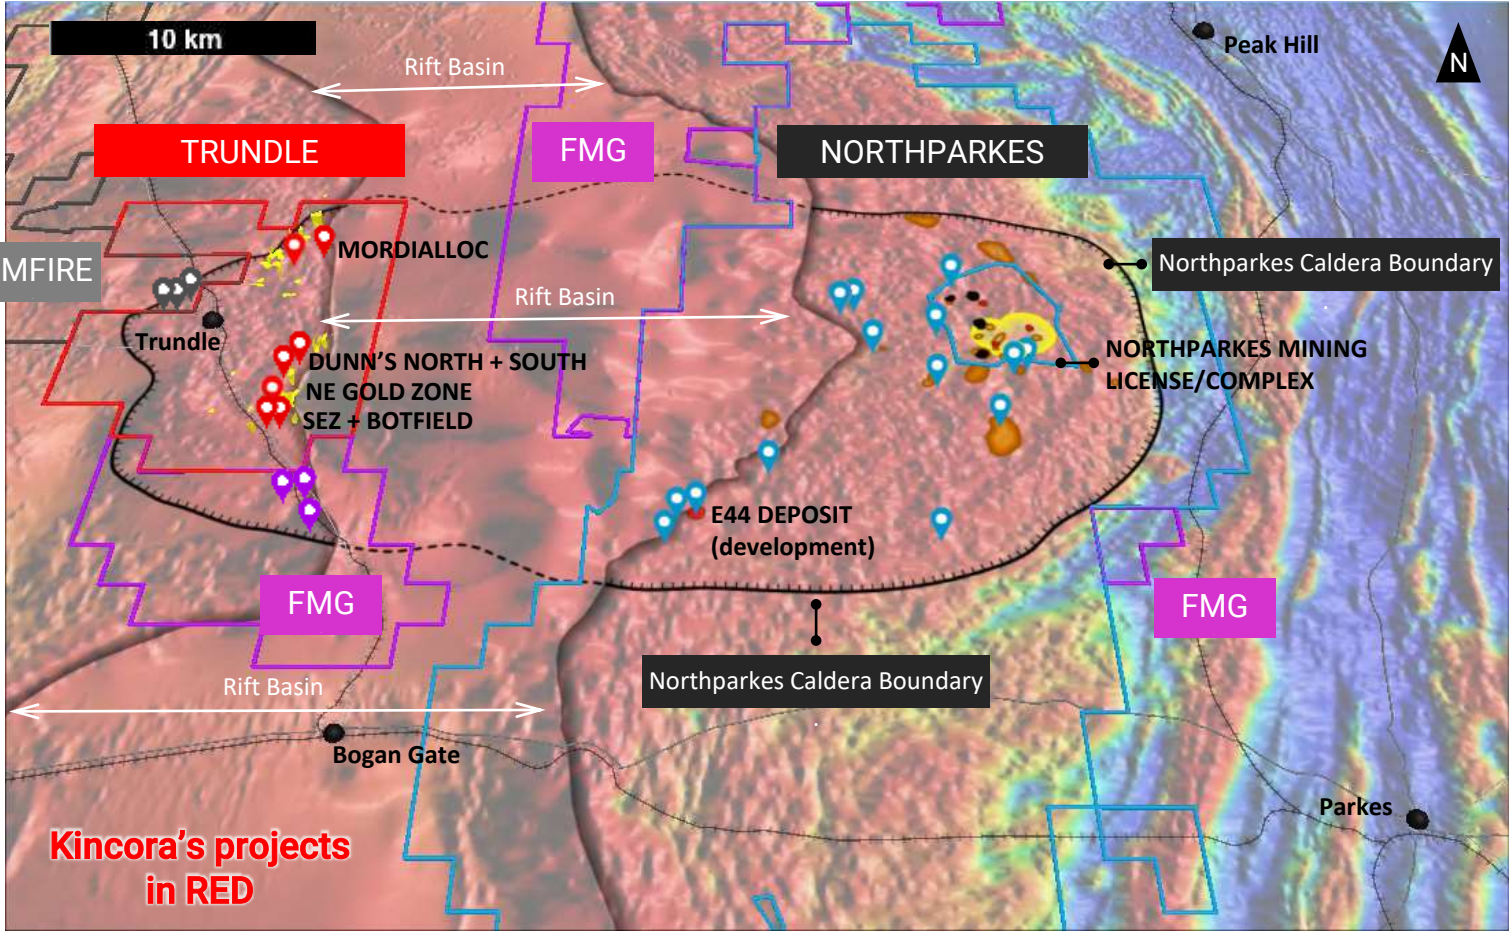 10 km
Rift Basin
Peak Hill
N
TRUNDLE
FMG
NORTHPARKES
MORDIALLOC
MFIRE
Northparkes Caldera Boundary
Rift Basin
Trundle
DUNN'S NORTH + SOUTH
NE GOLD ZONE
SEZ + BOTFIELD
NORTHPARKES MINING
LICENSE/COMPLEX
E44 DEPOSIT
(development)
FMG
FMG
Rift Basin
Northparkes Caldera Boundary
Bogan Gate
Parkes
Kincora's projects
in RED